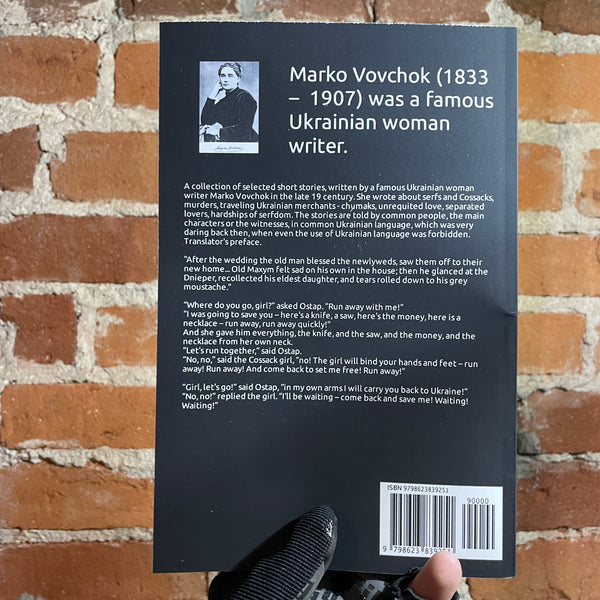 Marko Vovchok (1833
– 1907) was a famous
Ukrainian woman
writer.
A collection of selected short stories, written by a famous Ukrainian woman
writer Marko Vovchok in the late 19 century. She wrote about serfs and Cossacks,
murders, traveling Ukrainian merchants - chymaks, unrequited love, separated
lovers, hardships of serfdom. The stories are told by common people, the main
characters or the witnesses, in common Ukrainian language, which was very
daring back then, when even the use of Ukrainian language was forbidden.
Translator's preface.
"After the wedding the old man blessed the newlyweds, saw them off to their
new home... Old Maxym felt sad on his own in the house; then he glanced at the
Dnieper, recollected his eldest daughter, and tears rolled down to his grey
moustache."
"Where do you go, girl?" asked Ostap. "Run away with me!"
"I was going to save you – here's a knife, a saw, here's the money, here is a
necklace – run away, run away quickly!"
And she gave him everything, the knife, and the saw, and the money, and the
necklace from her own neck.
"Let's run together," said Ostap.
"No, no," said the Cossack girl, "no! The girl will bind your hands and feet – run
away! Run away! And come back to set me free! Run away!"
"Girl, let's go!" said Ostap, "in my own arms I will carry you back to Ukraine!"
"No, no!" replied the girl. "I'll be waiting – come back and save me! Waiting!
Waiting!"
ISBN 9798623839251
90000
9 798623 839251